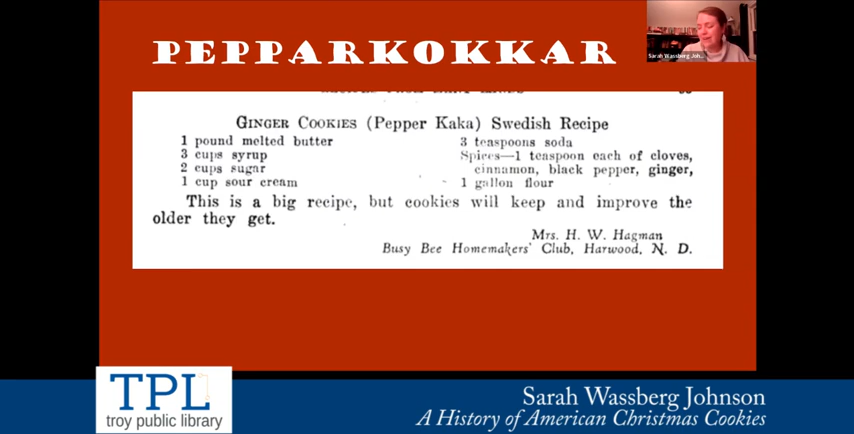 PEPPARKOKKAR
Sarah Wassberg Joh...
GINGER COOKIES (Pepper Kaka) Swedish Recipe
1 pound melted butter
3 cups syrup
2 cups sugar
1 cup sour cream
3 teaspoons soda
Spices—1 teaspoon each of cloves,
cinnamon, black pepper, ginger,
1 gallon flour
This is a big recipe, but cookies will keep and improve the
older they get.
Mrs. H. W. Hagman
Busy Bee Homemakers' Club, Harwood, N. D.
TPL
troy public library
Sarah Wassberg Johnson
A History of American Christmas Cookies